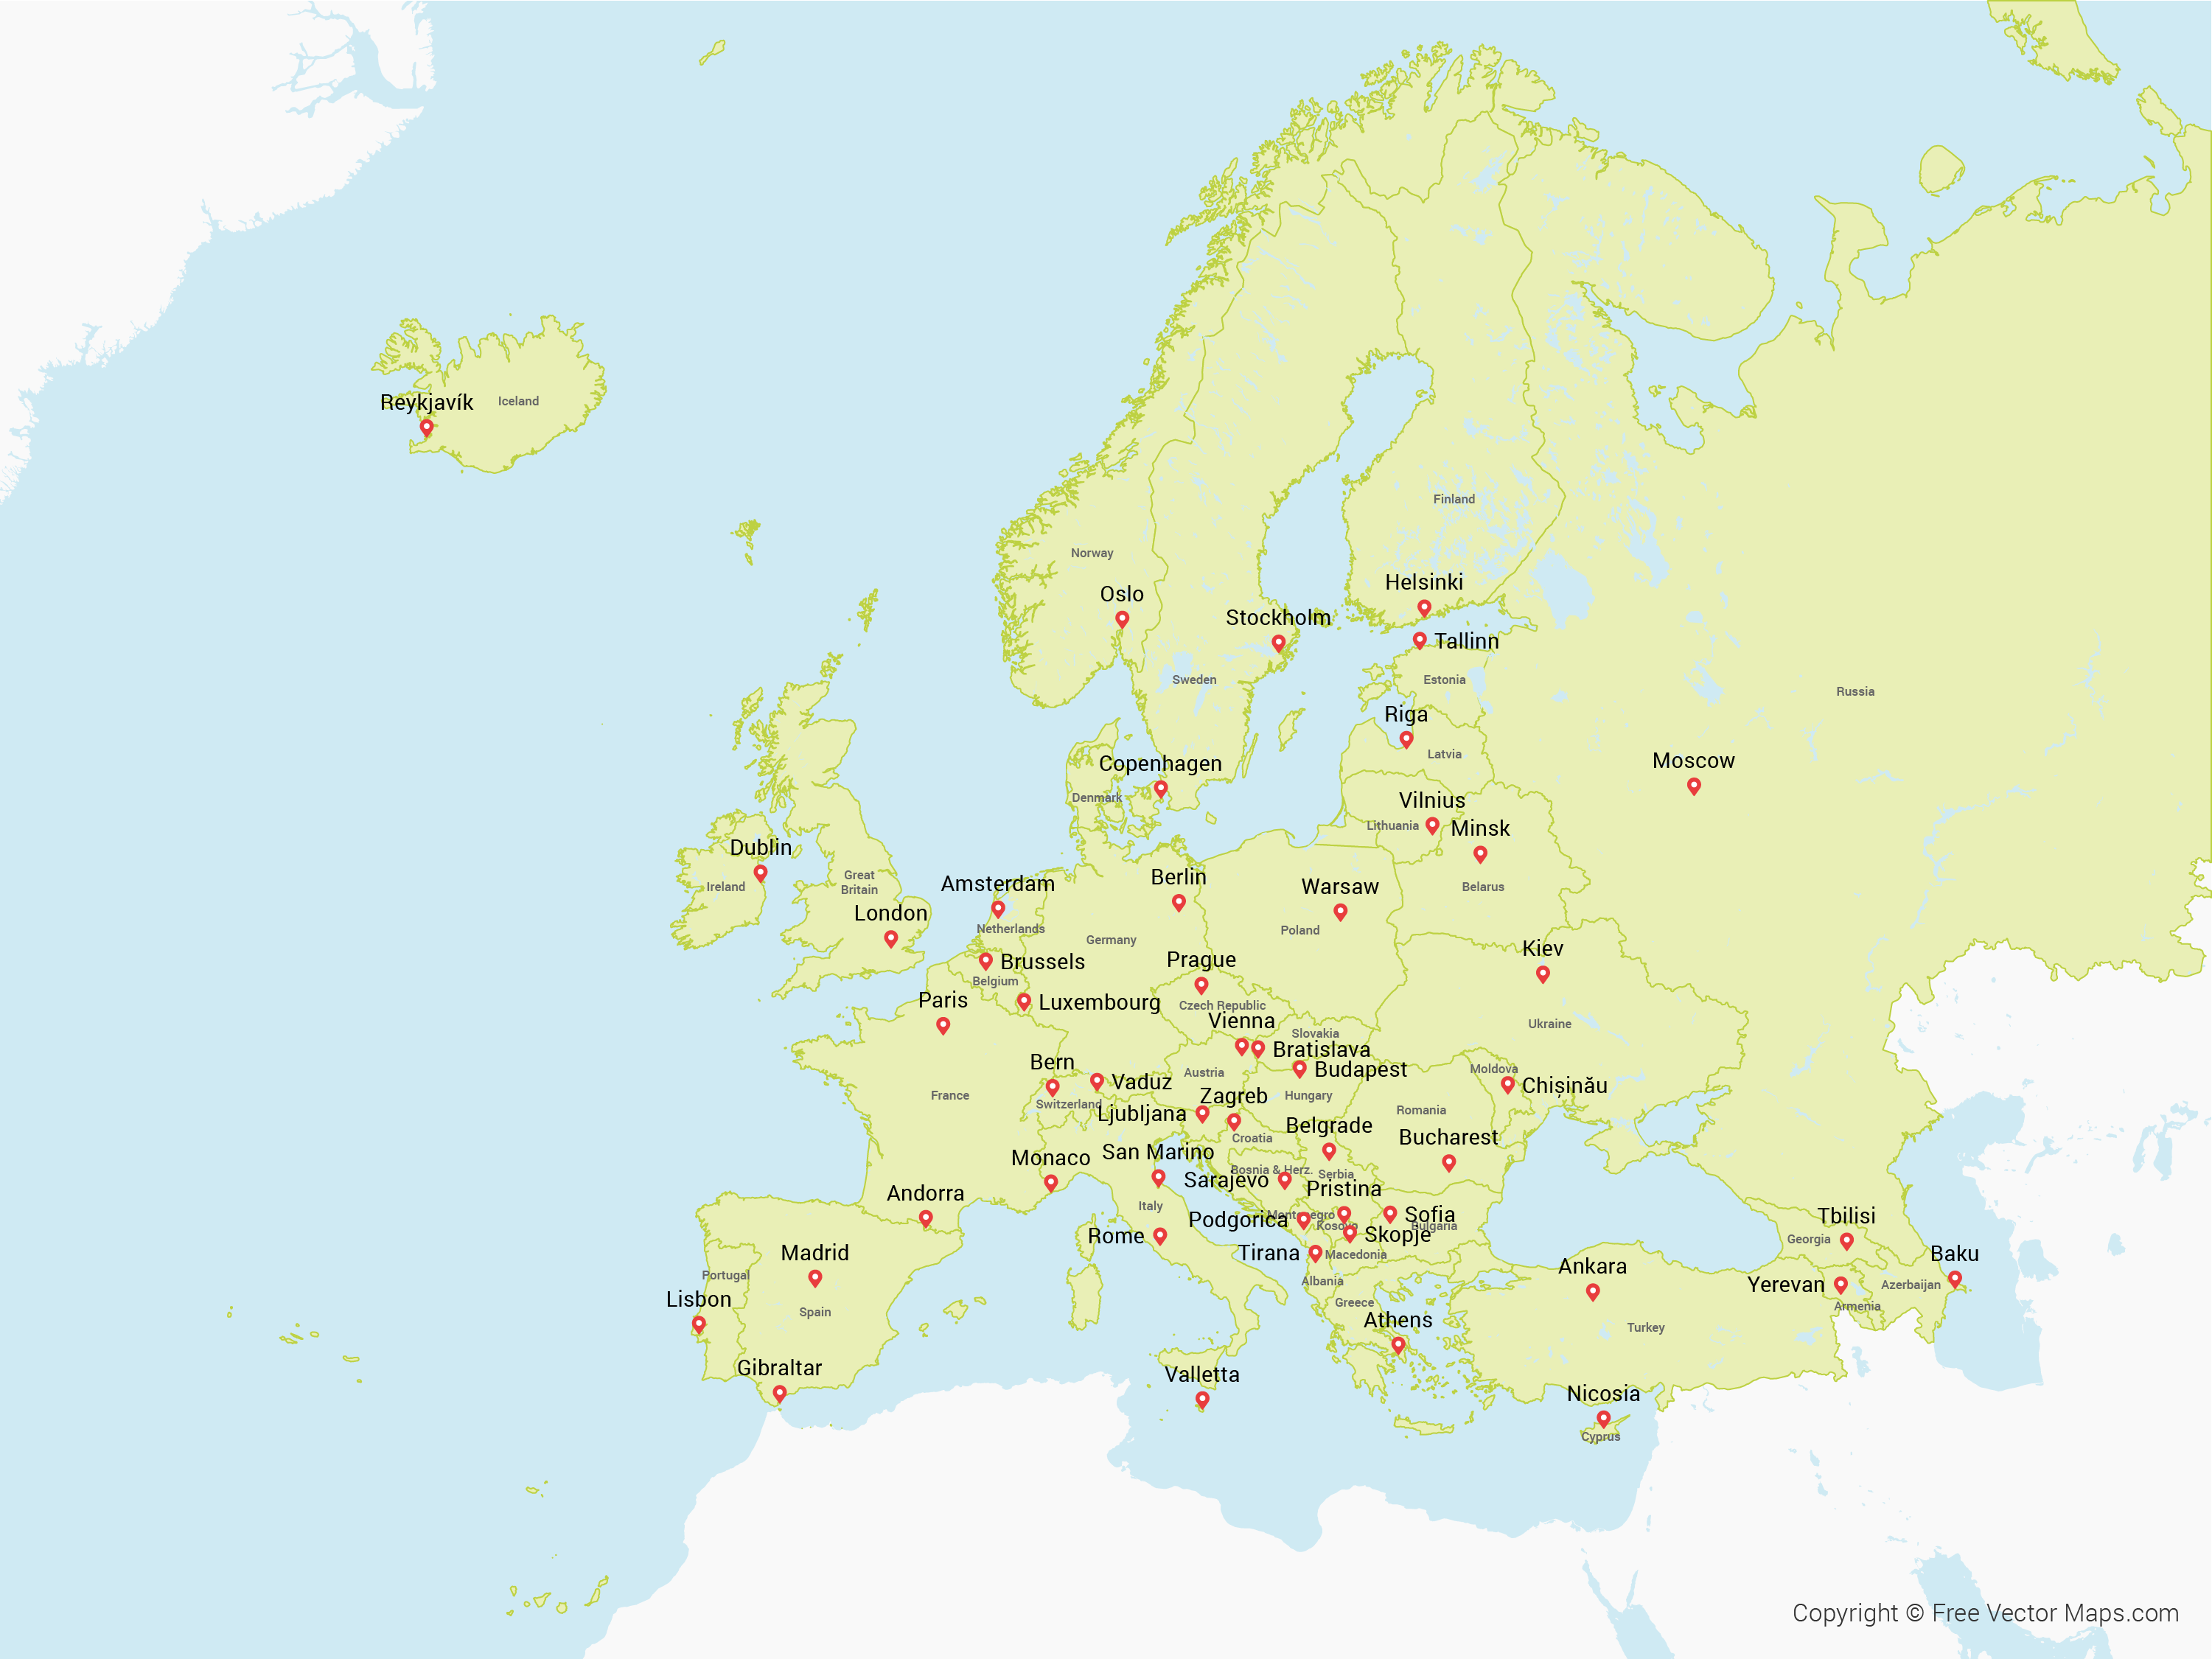 Reykjavík
Iceland
Finland
Norway
Helsinki
Oslo
Stockholm
Tallinn
Sweden
Estonia
Russia
Riga
Latvia
Moscow
Copenhagen
Denmark
Vilnius
Lithuania
Minsk
Dublin
Great
Britain
Ireland
Amsterdam
Berlin
Warsaw
Belarus
London
Netherlands
Germany
Poland
Kiev
Brussels
Prague
Belgium
Paris
Luxembourg
Czech Republic
Vienna
Ukraine
Slovakia
Bratislava
Bern
Budapest
Austria
Moldova
Vaduz
Chișinău
France
Switzerland
Zagreb
Hungary
Ljubljana
Romania
Belgrade
Croatia
Bucharest
San Marino
Monaco
Bosnia & Herz.
Serbia
Sarajevo
Pristina
Andorra
Italy
Montenegro
Podgorica
Kosovo
Sofia
Bulgaria
Tbilisi
Rome
Skopje
Georgia
Madrid
Tirana
Macedonia
Baku
Ankara
Portugal
Albania
Yerevan
Azerbaijan
Lisbon
Spain
Greece
Armenia
Athens
Turkey
Gibraltar
Valletta
Nicosia
Cyprus
Copyright © Free Vector Maps.com